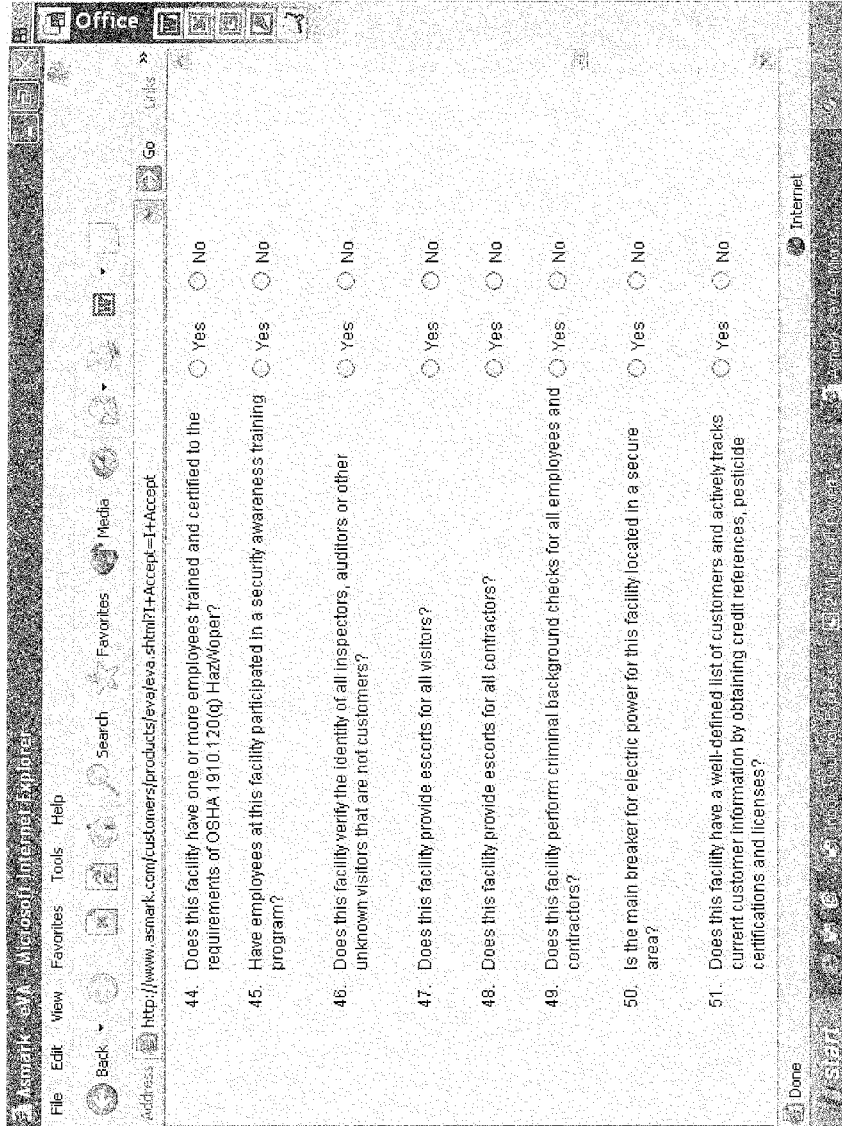 Asmark - eVA - Microsoft Internet Explorer
Office
File Edit View Favorites Tools Help
Back Search Favorites Media
Address http://www.asmark.com/customers/products/eva/eva.shtml?I+Accept=I+Accept Go Links »
44. Does this facility have one or more employees trained and certified to the Yes No
requirements of OSHA 1910.120(q) HazWoper?
45. Have employees at this facility participated in a security awareness training Yes No
program?
46. Does this facility verify the identity of all inspectors, auditors or other Yes No
unknown visitors that are not customers?
47. Does this facility provide escorts for all visitors? Yes No
48. Does this facility provide escorts for all contractors? Yes No
49. Does this facility perform criminal background checks for all employees and Yes No
contractors?
50. Is the main breaker for electric power for this facility located in a secure Yes No
area?
51. Does this facility have a well-defined list of customers and actively tracks Yes No
current customer information by obtaining credit references, pesticide
certifications and licenses?
Done Internet
start